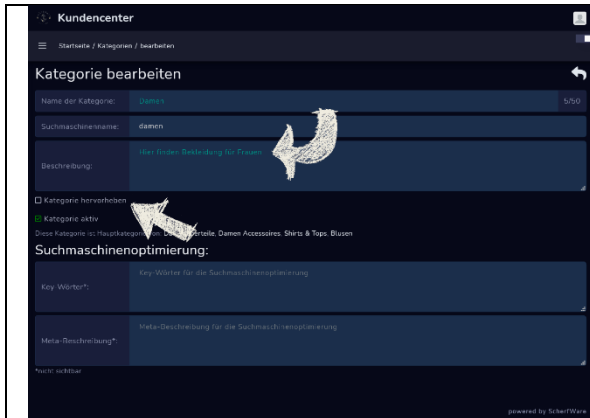 Kundencenter
Startseite / Kategorien / bearbeiten
Kategorie bearbeiten
Name der Kategorie: Damen 5/50
Suchmaschinenname: damen
Beschreibung: Hier finden Bekleidung für Frauen
Kategorie hervorheben
Kategorie aktiv
Diese Kategorie ist Hauptkategorie von: Damen Accessoires, Shirts & Tops, Blusen
Suchmaschinenoptimierung:
Key-Wörter*: Key-Wörter für die Suchmaschinenoptimierung
Meta-Beschreibung*: Meta-Beschreibung für die Suchmaschinenoptimierung
*nicht sichtbar
powered by ScherfWare